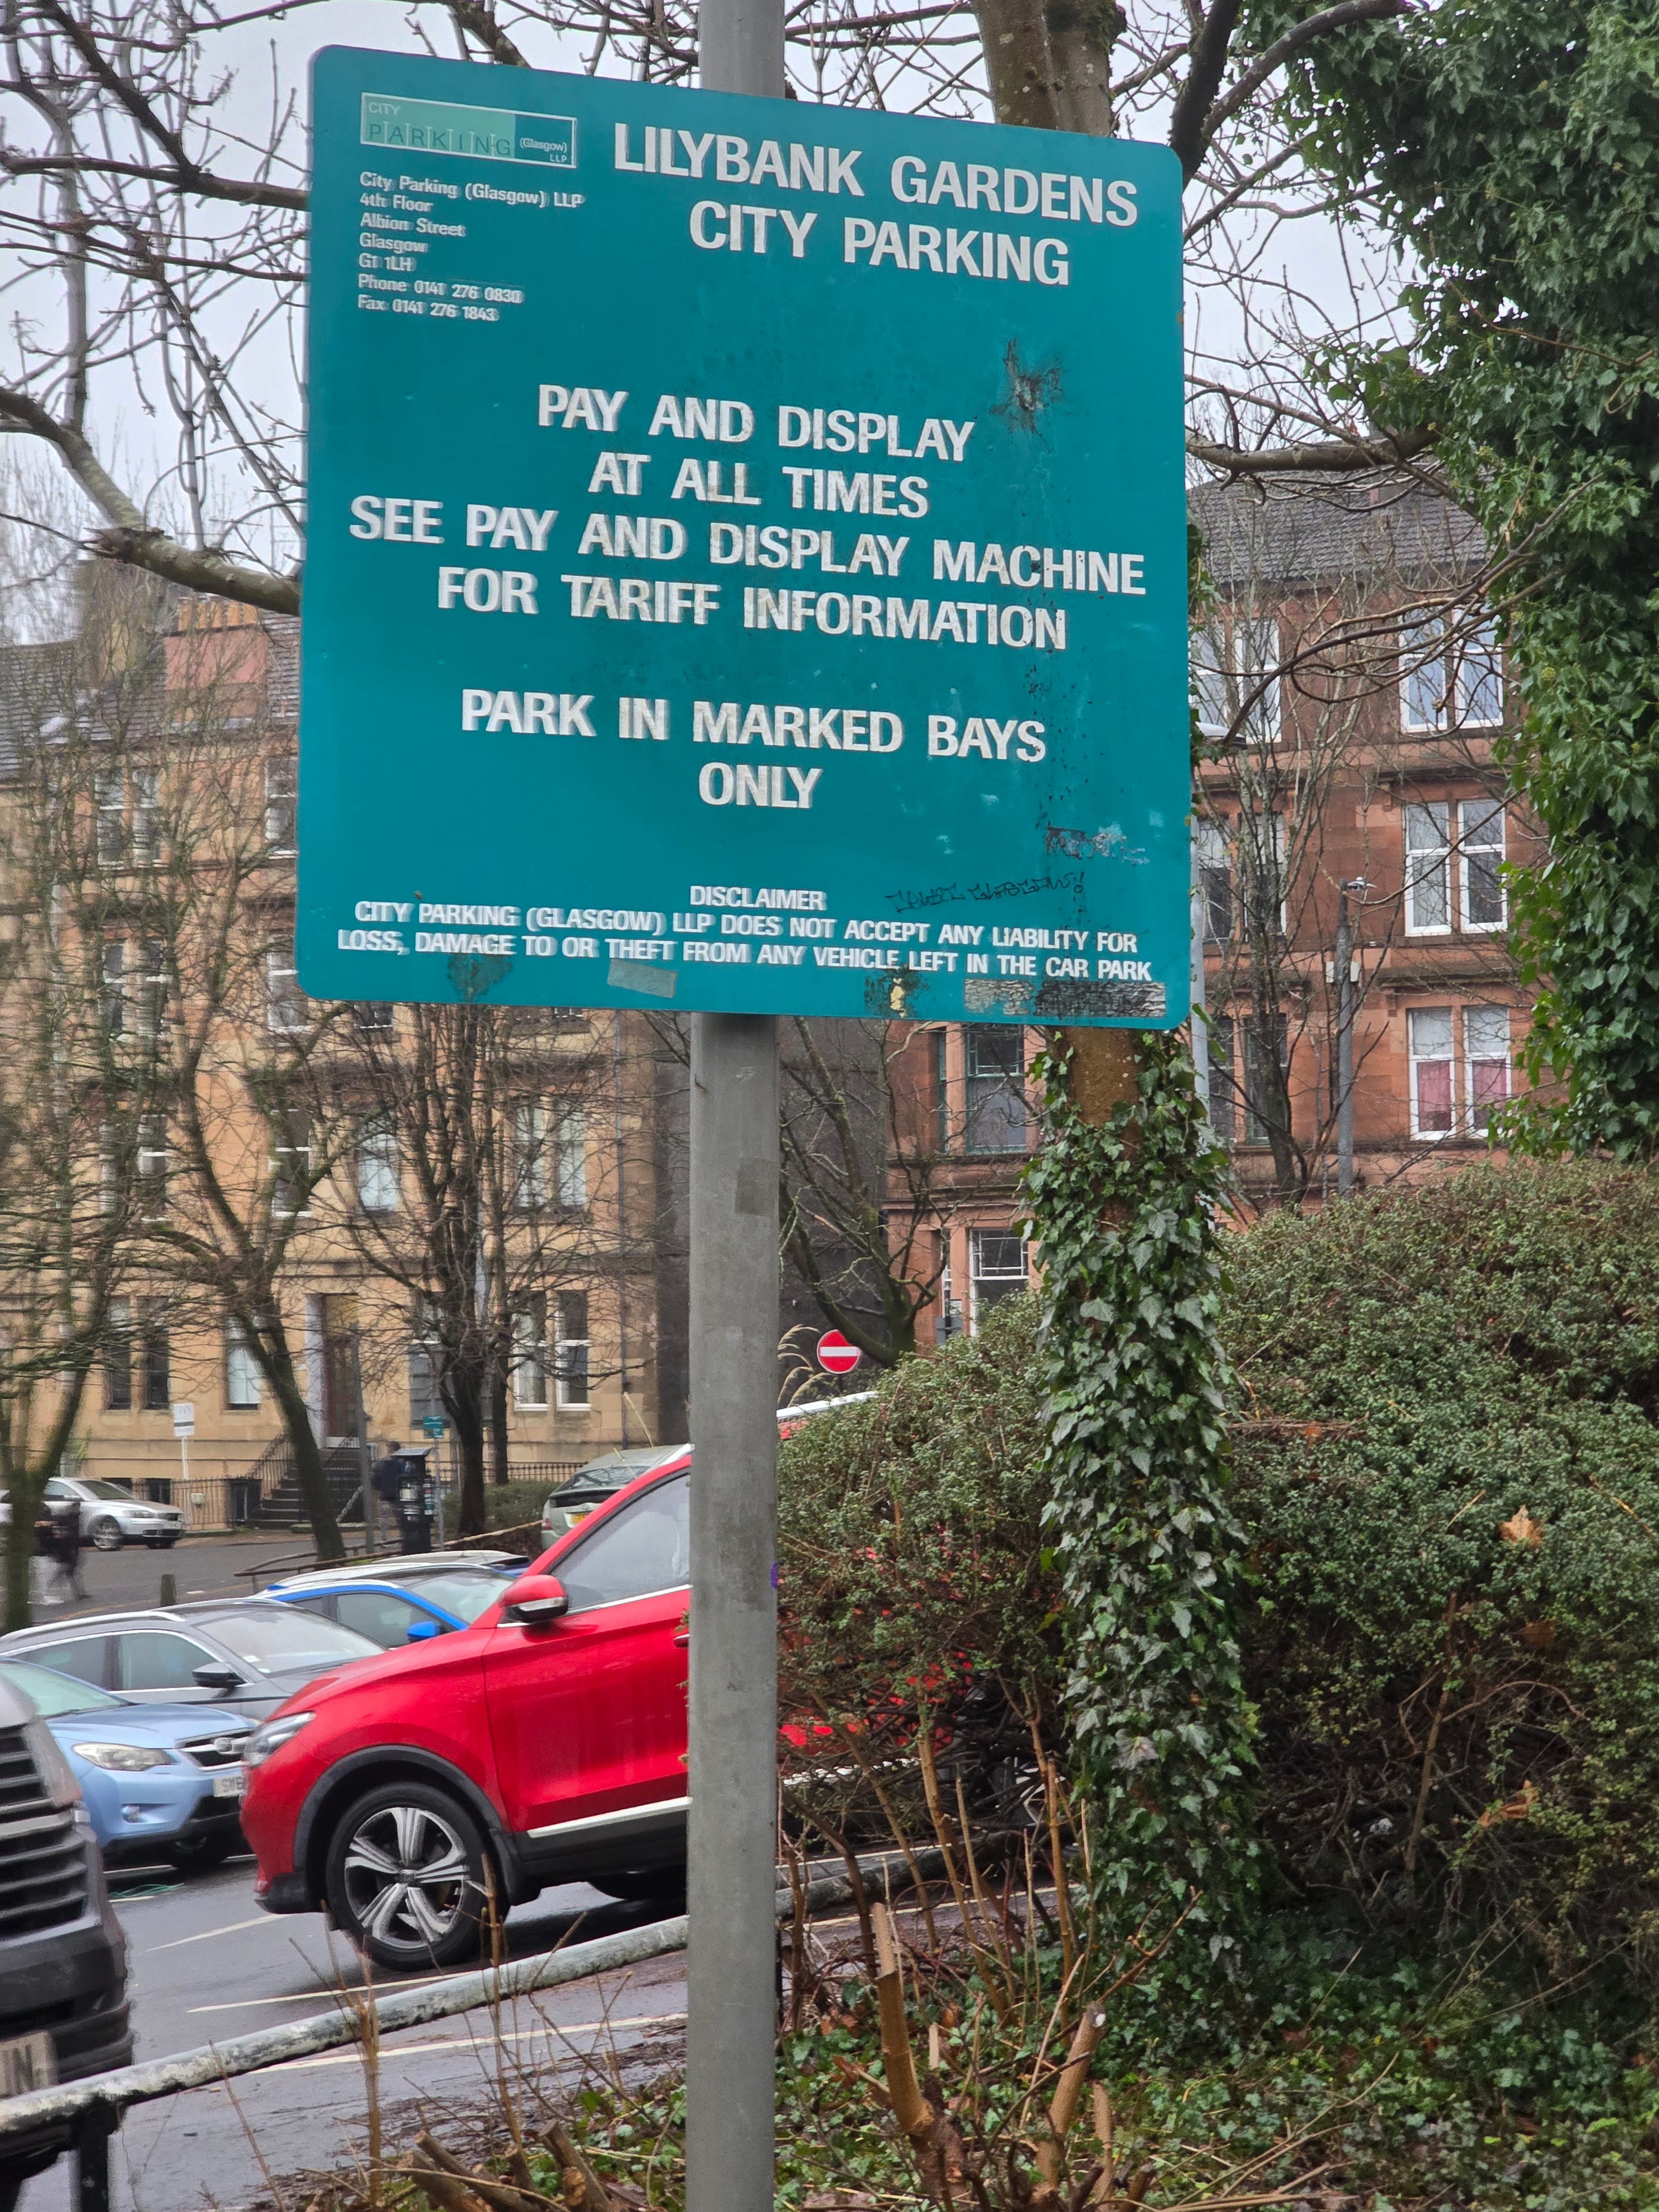 CITY
PARKING (Glasgow)
LLP
City Parking (Glasgow) LLP
4th Floor
Albion Street
Glasgow
G1 1LH
Phone 0141 276 0830
Fax 0141 276 1843
LILYBANK GARDENS
CITY PARKING
PAY AND DISPLAY
AT ALL TIMES
SEE PAY AND DISPLAY MACHINE
FOR TARIFF INFORMATION
PARK IN MARKED BAYS
ONLY
DISCLAIMER
CITY PARKING (GLASGOW) LLP DOES NOT ACCEPT ANY LIABILITY FOR
LOSS, DAMAGE TO OR THEFT FROM ANY VEHICLE LEFT IN THE CAR PARK